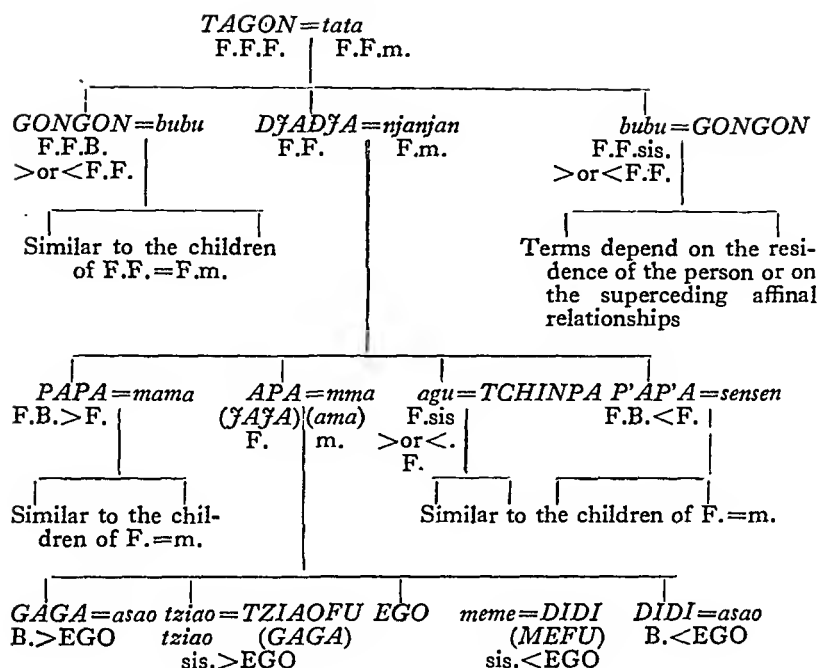 TAGON=tata
F.F.F. F.F.m.
GONGON=bubu DJADJA=njanjan bubu=GONGON
F.F.B. F.F. F.m. F.F.sis.
>or<F.F. >or<F.F.
Similar to the children Terms depend on the resi-
of F.F.=F.m. dence of the person or on
the superceding affinal
relationships
PAPA=mama APA=mma agu=TCHINPA P'AP'A=sensen
F.B.>F. (JAJA)(ama) F.sis F.B.<F.
F. m. >or<.
F.
Similar to the chil- Similar to the children of F.=m.
dren of F.=m.
GAGA=asao tziao=TZIAOFU EGO meme=DIDI DIDI=asao
B.>EGO tziao (GAGA) (MEFU) B.<EGO
sis.>EGO sis.<EGO